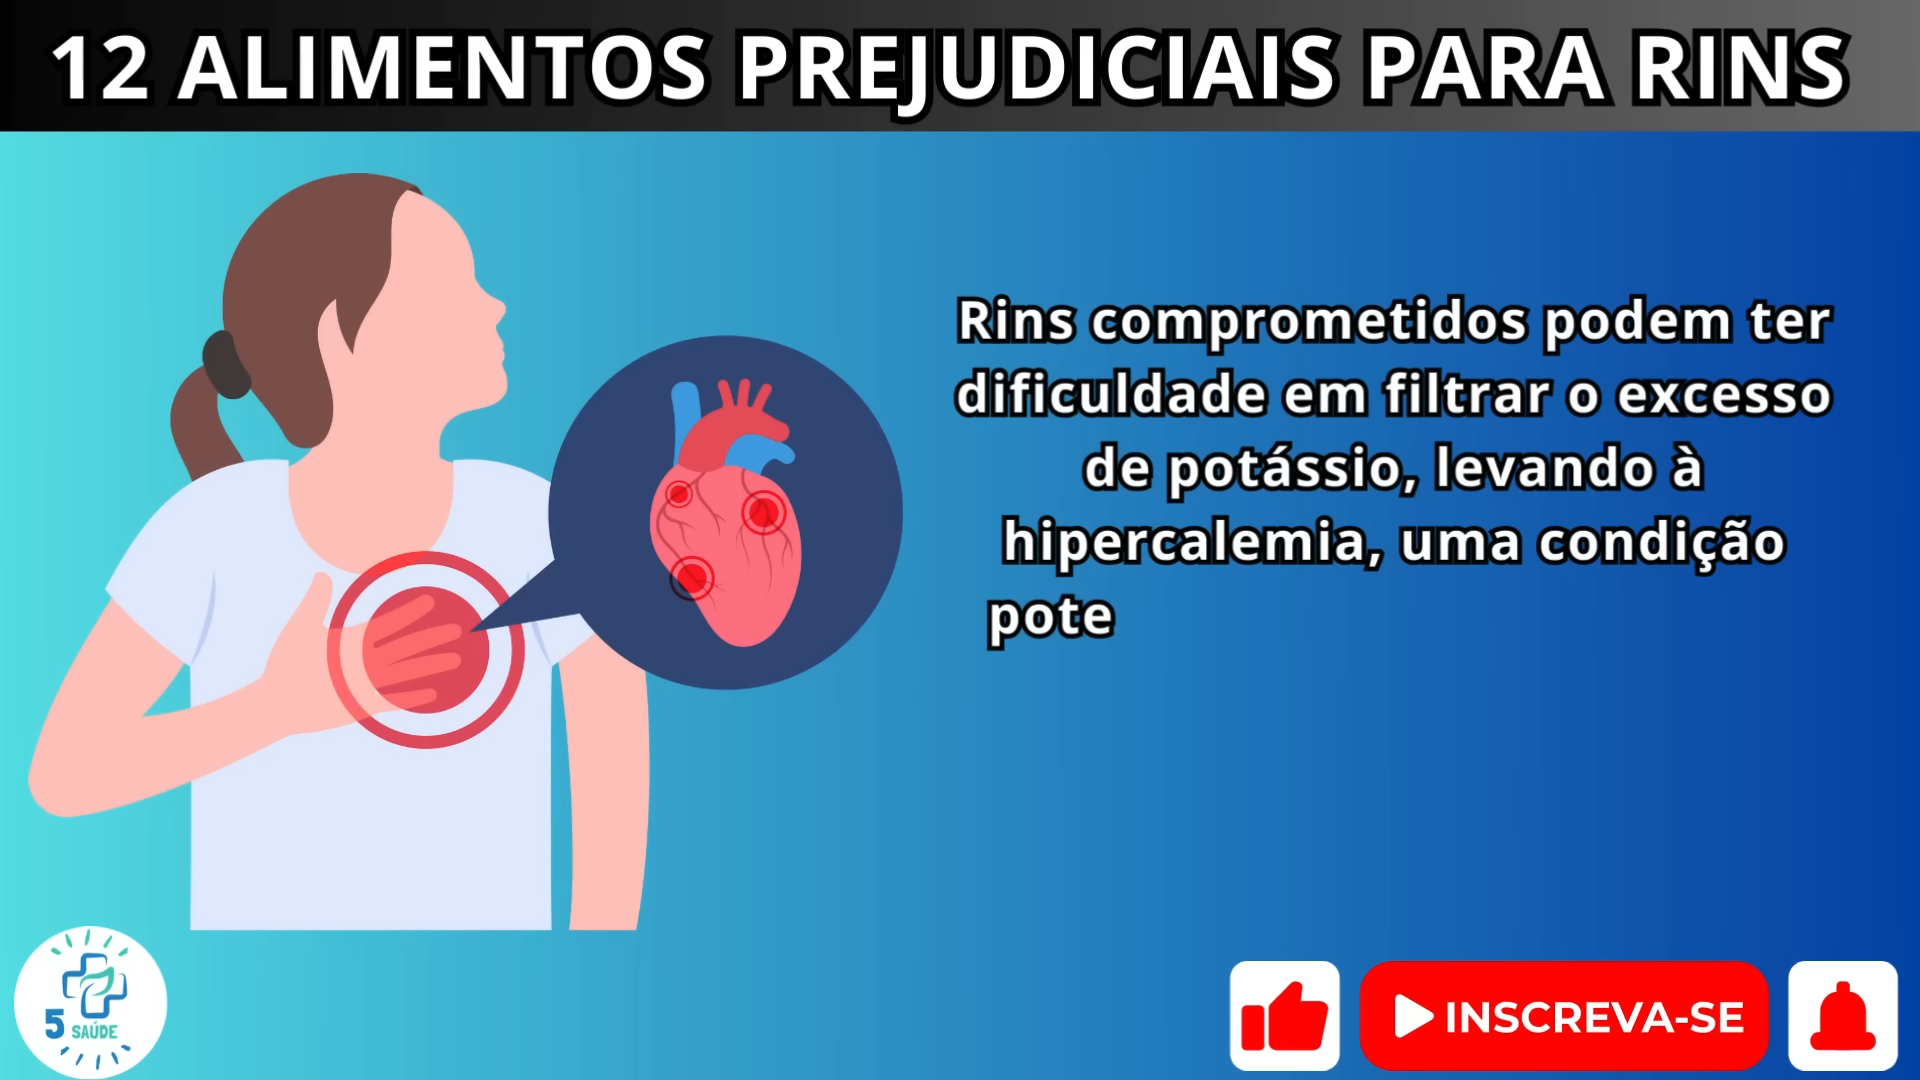 12 ALIMENTOS PREJUDICIAIS PARA RINS
Rins comprometidos podem ter
dificuldade em filtrar o excesso
de potássio, levando à
hipercalemia, uma condição
pote
5 SAÚDE
INSCREVA-SE